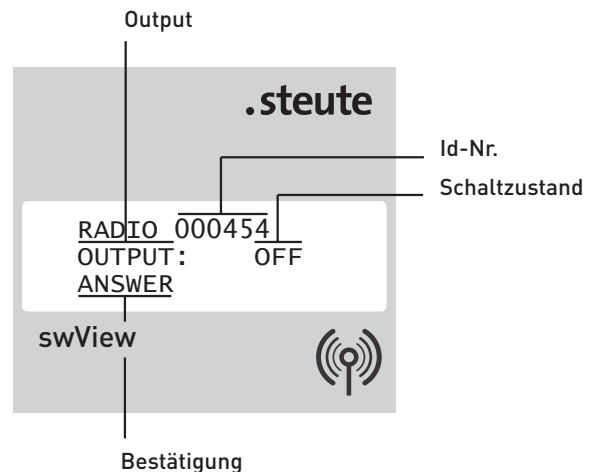 Output
.steute
Id-Nr.
Schaltzustand
RADIO 000454
OUTPUT: OFF
ANSWER
swView
Bestätigung